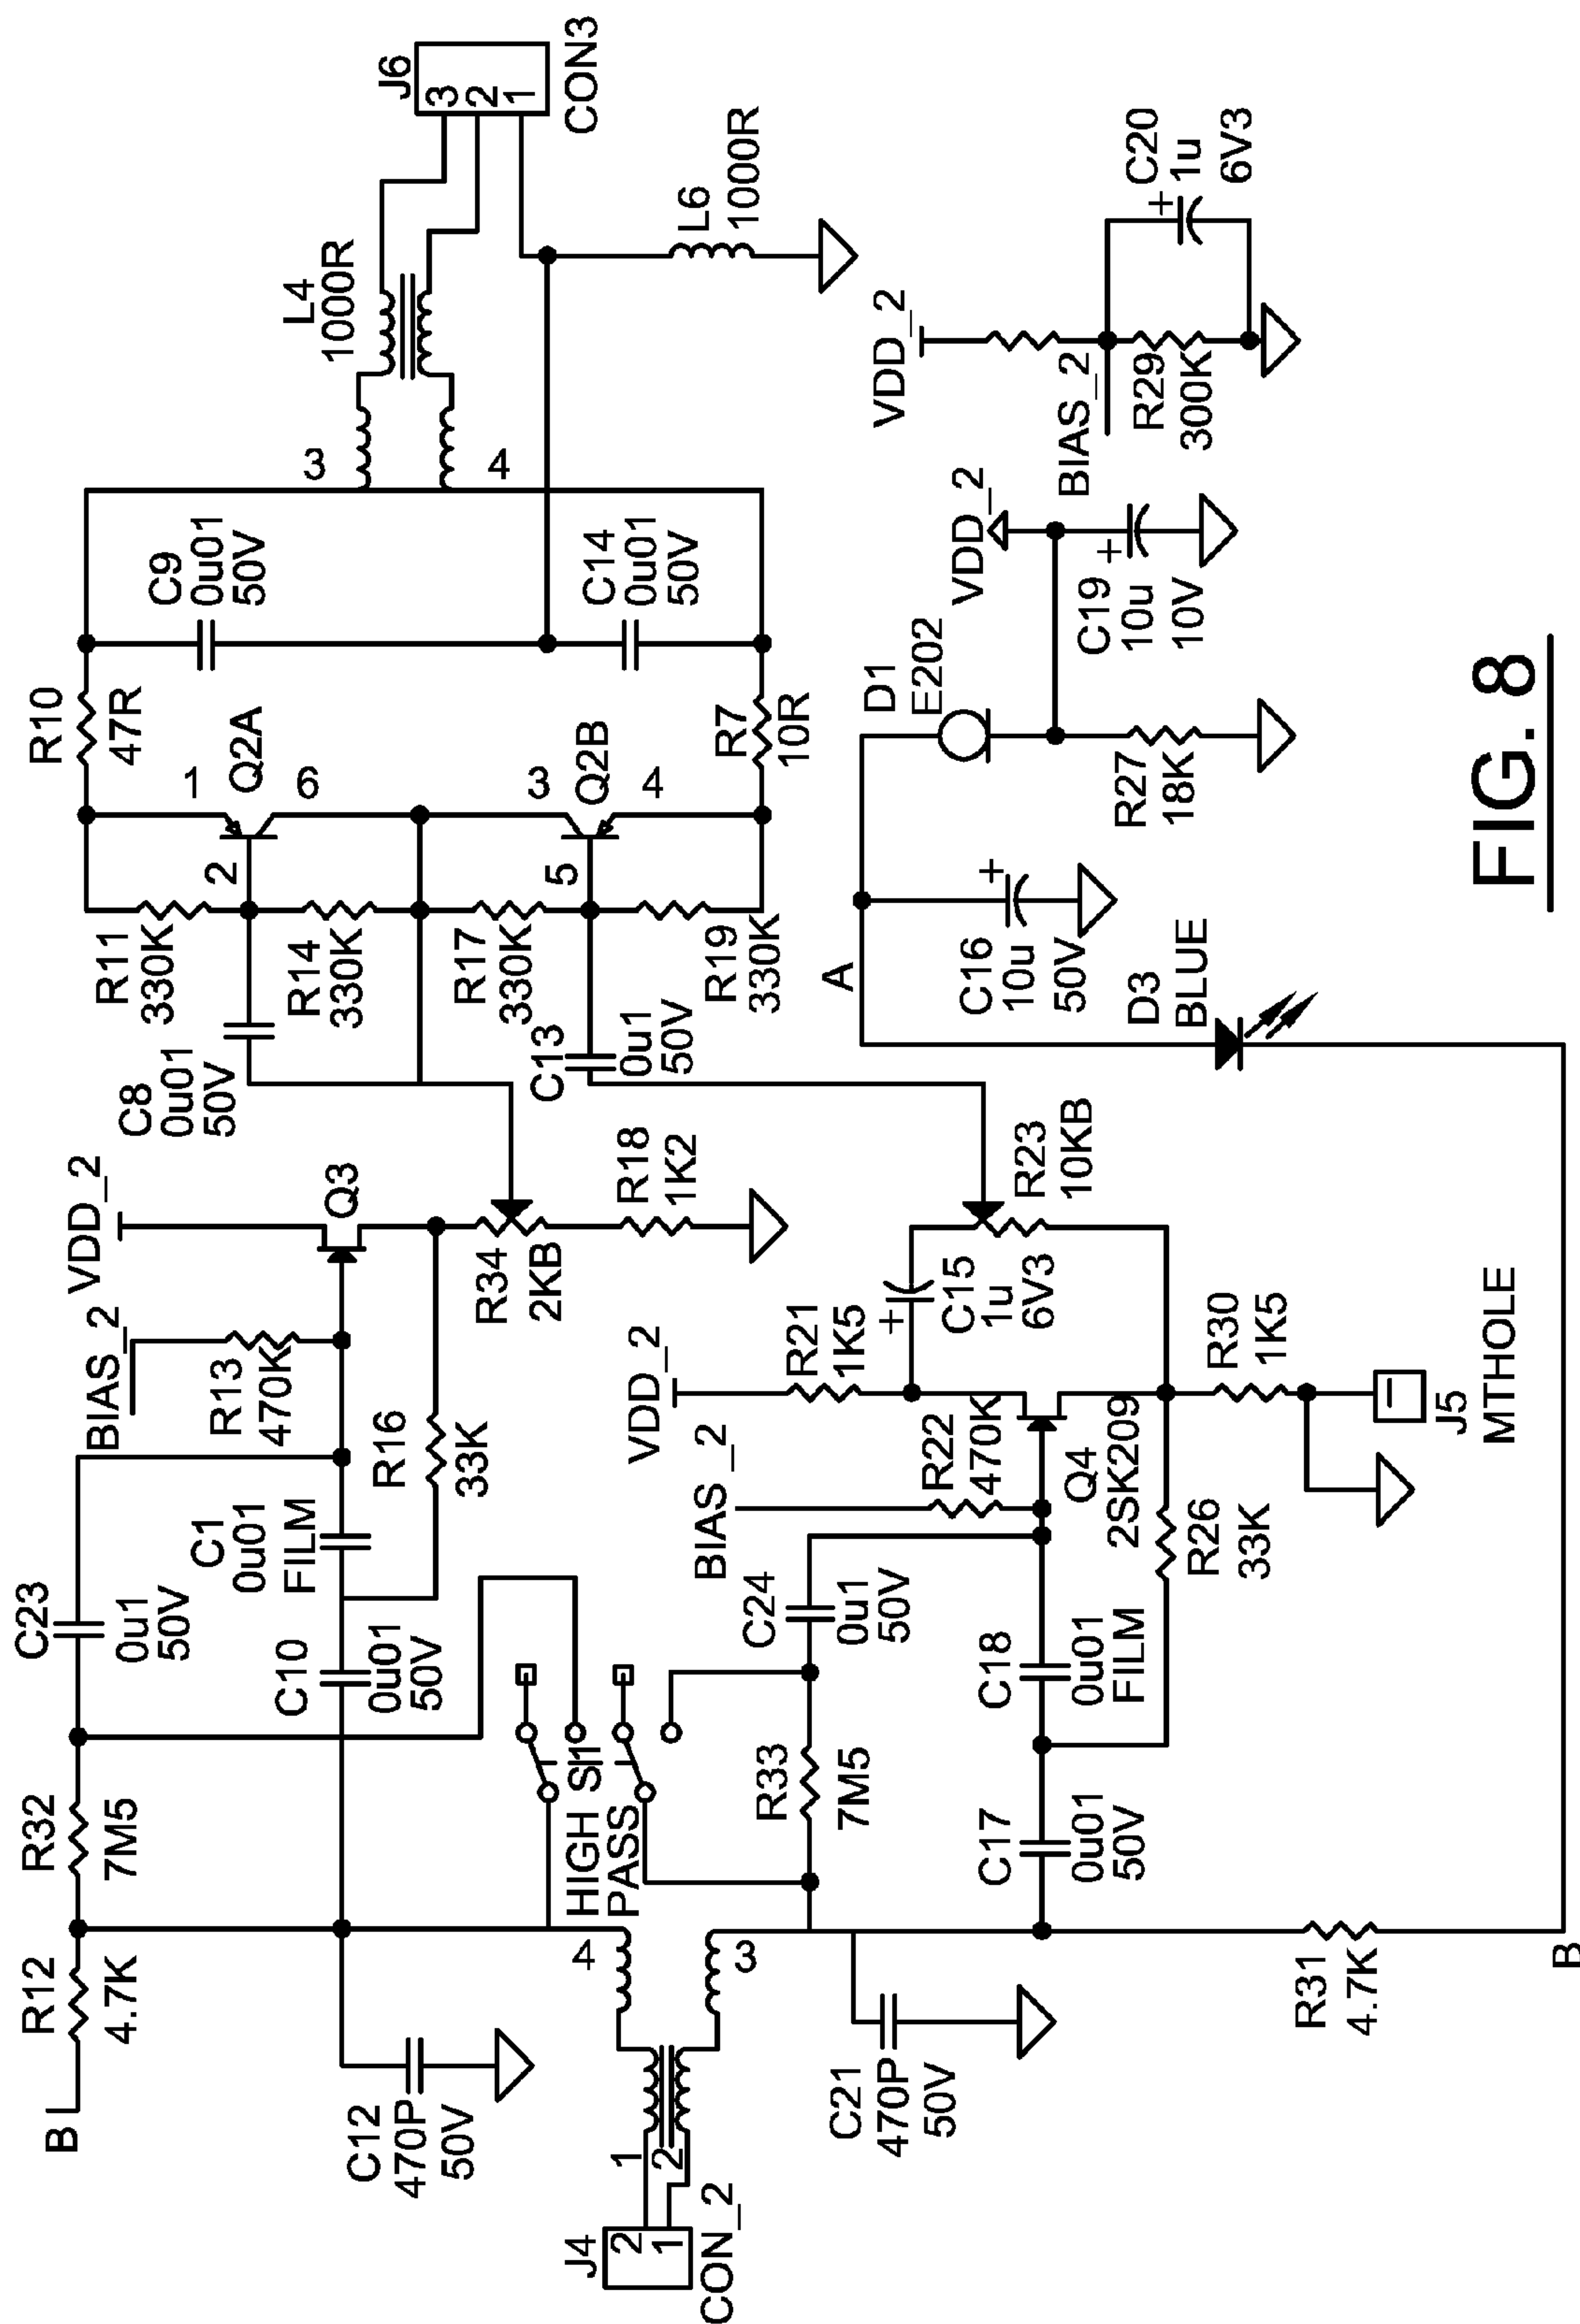 B
R12
4.7K
R32
7M5
C23
0u1
50V
BIAS_2
R13
470K
VDD_2
Q3
C12
470P
50V
C10
0u01
50V
C1
0u01
FILM
R16
33K
R34
2KB
R18
1K2
C8
0u01
50V
R11
330K
R14
330K
R17
330K
R19
330K
C13
0u1
50V
1
2
6
Q2A
3
5
4
Q2B
R10
47R
R7
10R
C9
0u01
50V
C14
0u01
50V
3
4
L4
1000R
J6
3
2
1
CON3
L6
1000R
J4
2
1
CON_2
1
2
4
3
HIGH S1
PASS
R33
7M5
C24
0u1
50V
BIAS_2
R22
470K
VDD_2
R21
1K5
C15
+
1u
6V3
R23
10KB
C21
470P
50V
C17
0u01
50V
C18
0u01
FILM
Q4
2SK209
R26
33K
R30
1K5
J5
MTHOLE
R31
4.7K
B
A
D3
BLUE
C16
+
10u
50V
D1
E202
R27
18K
VDD_2
C19
+
10u
10V
VDD_2
BIAS_2
R29
300K
C20
+
1u
6V3
FIG. 8